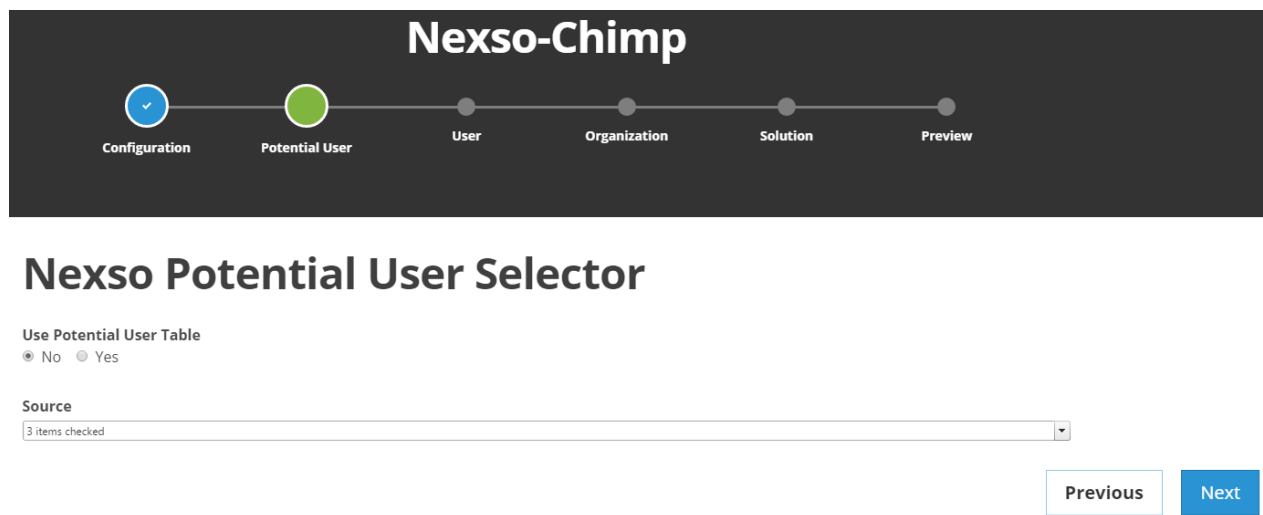 Nexso-Chimp
Configuration
Potential User
User
Organization
Solution
Preview
Nexso Potential User Selector
Use Potential User Table
No Yes
Source
3 items checked
Previous Next